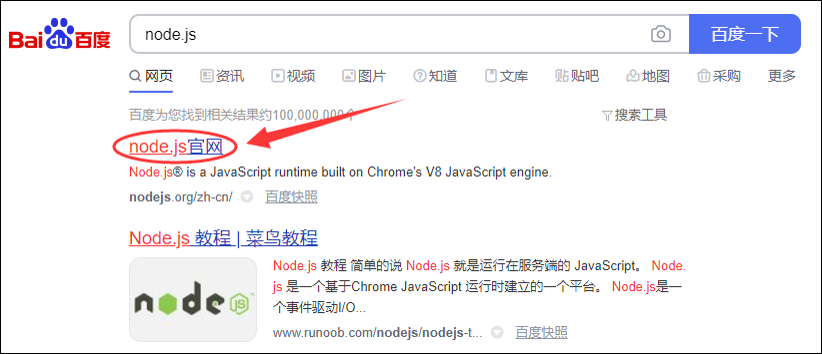 Bai du 百度
node.js
百度一下
网页 资讯 视频 图片 知道 文库 贴吧 地图 采购 更多
百度为您找到相关结果约100,000,000个
搜索工具
node.js官网
Node.js® is a JavaScript runtime built on Chrome's V8 JavaScript engine.
nodejs.org/zh-cn/ 百度快照
Node.js 教程 | 菜鸟教程
node JS
Node.js 教程 简单的说 Node.js 就是运行在服务端的 JavaScript。 Node.
js 是一个基于Chrome JavaScript 运行时建立的一个平台。 Node.js是一
个事件驱动I/O...
www.runoob.com/nodejs/nodejs-t... 百度快照